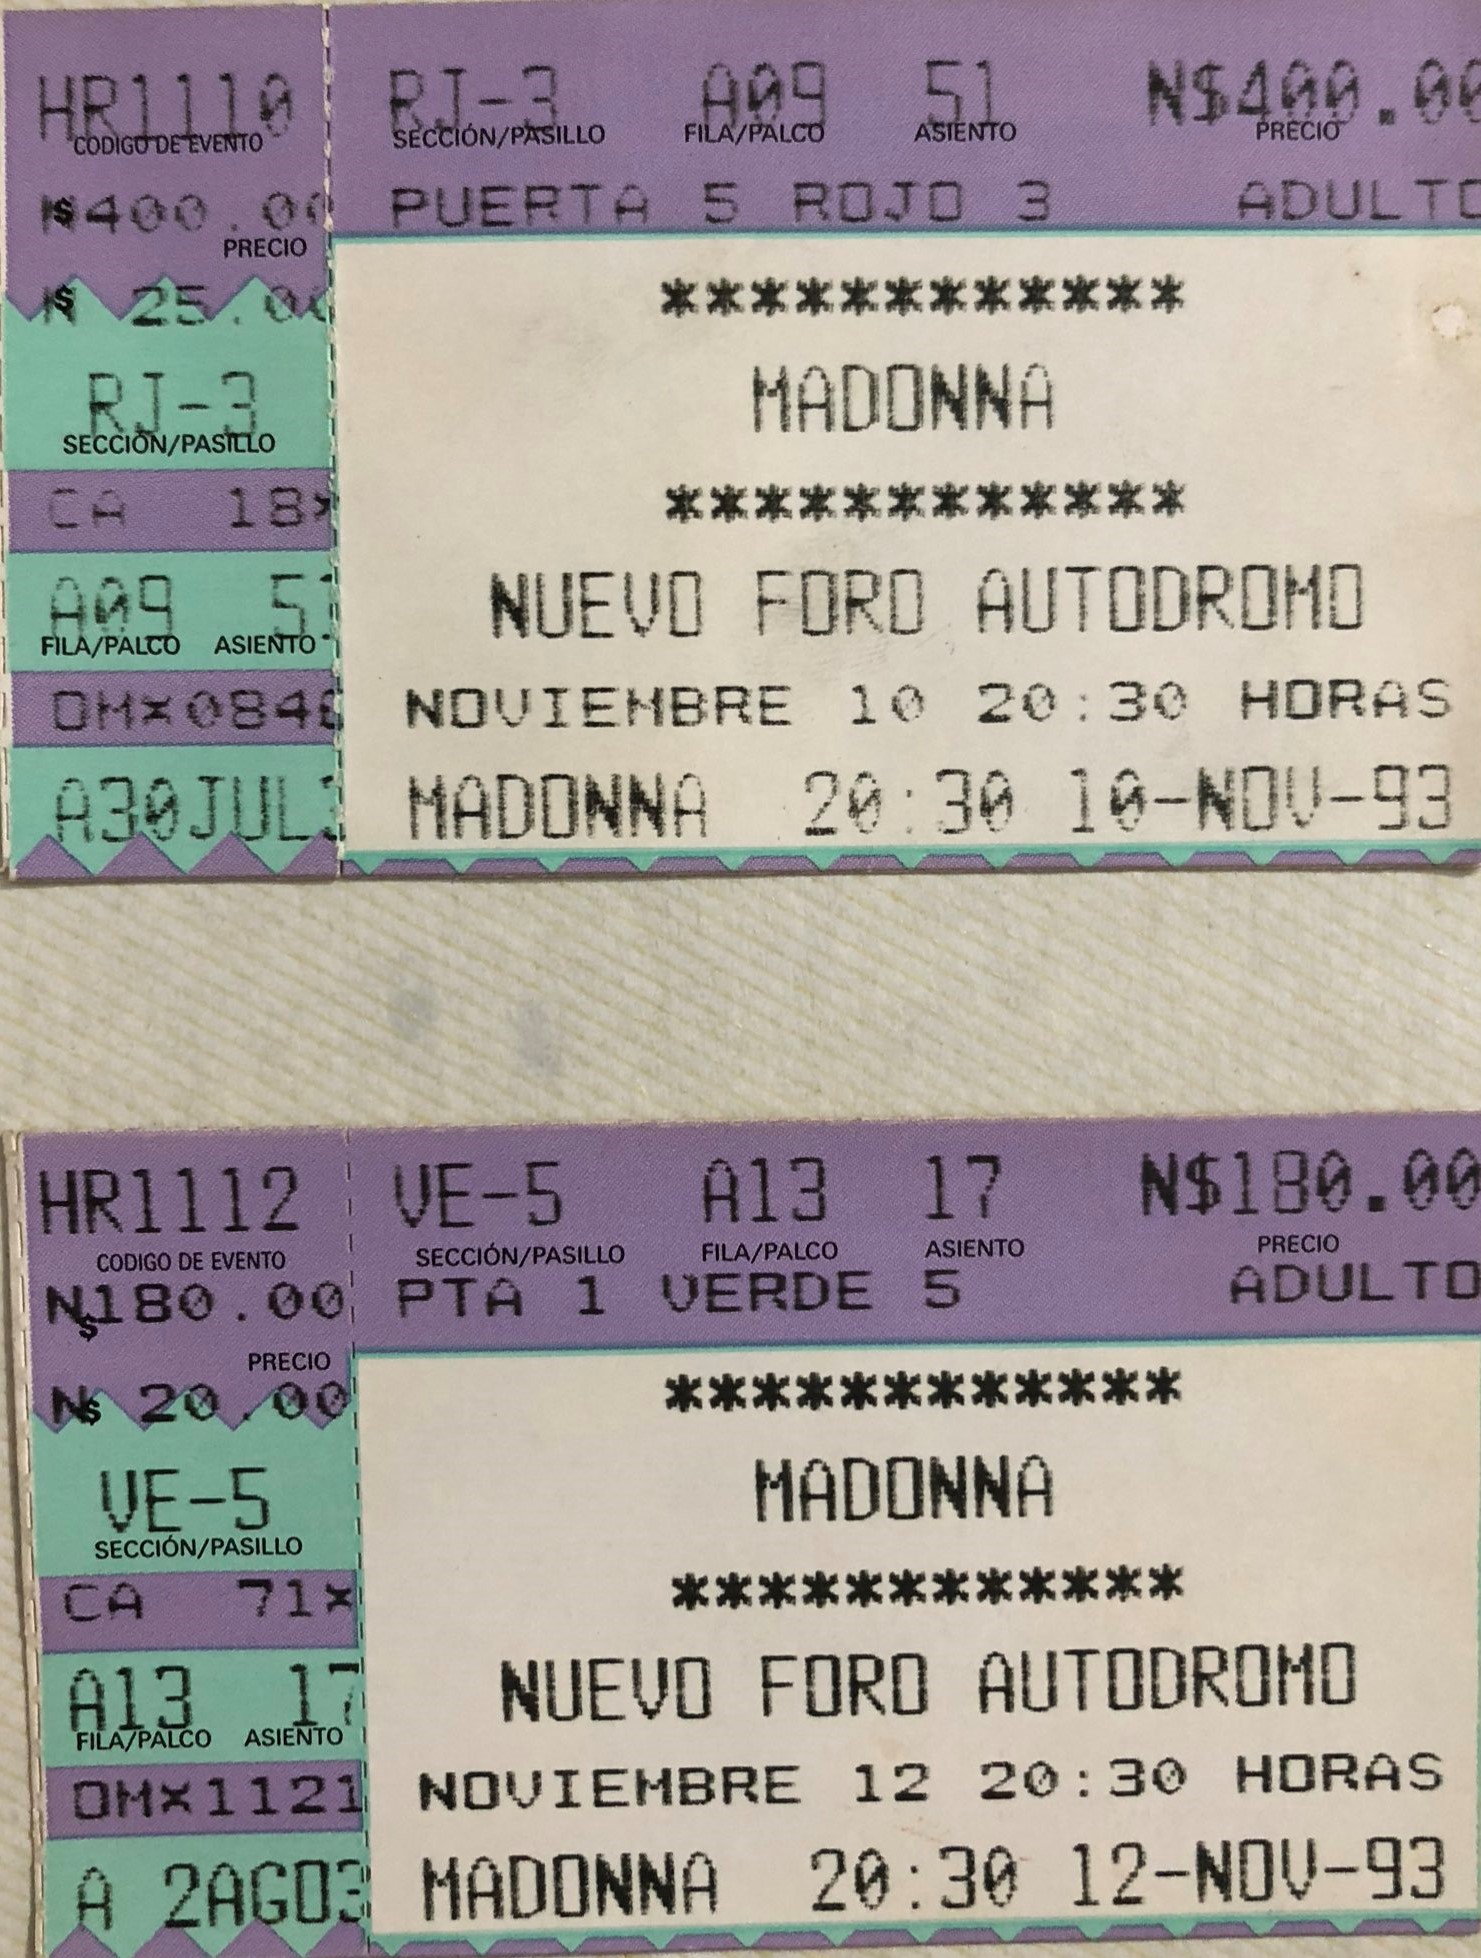 HR1110 RJ-3 A09 51 N$400.00
CODIGO DE EVENTO SECCIÓN/PASILLO FILA/PALCO ASIENTO PRECIO
N$400.00 PUERTA 5 ROJO 3 ADULTO
PRECIO
N$ 25.00
************
RJ-3
MADONNA
SECCIÓN/PASILLO
CA 18*
************
A09 51
NUEVO FORO AUTODROMO
FILA/PALCO ASIENTO
OMX084
NOVIEMBRE 10 20:30 HORAS
A30JUL
MADONNA 20:30 10-NOV-93
HR1112 VE-5 A13 17 N$180.00
CODIGO DE EVENTO SECCIÓN/PASILLO FILA/PALCO ASIENTO PRECIO
N$180.00 PTA 1 VERDE 5 ADULTO
PRECIO
N$ 20.00
************
VE-5
MADONNA
SECCIÓN/PASILLO
CA 71*
************
A13 17
NUEVO FORO AUTODROMO
FILA/PALCO ASIENTO
OMX1121
NOVIEMBRE 12 20:30 HORAS
A 2AGO3
MADONNA 20:30 12-NOV-93